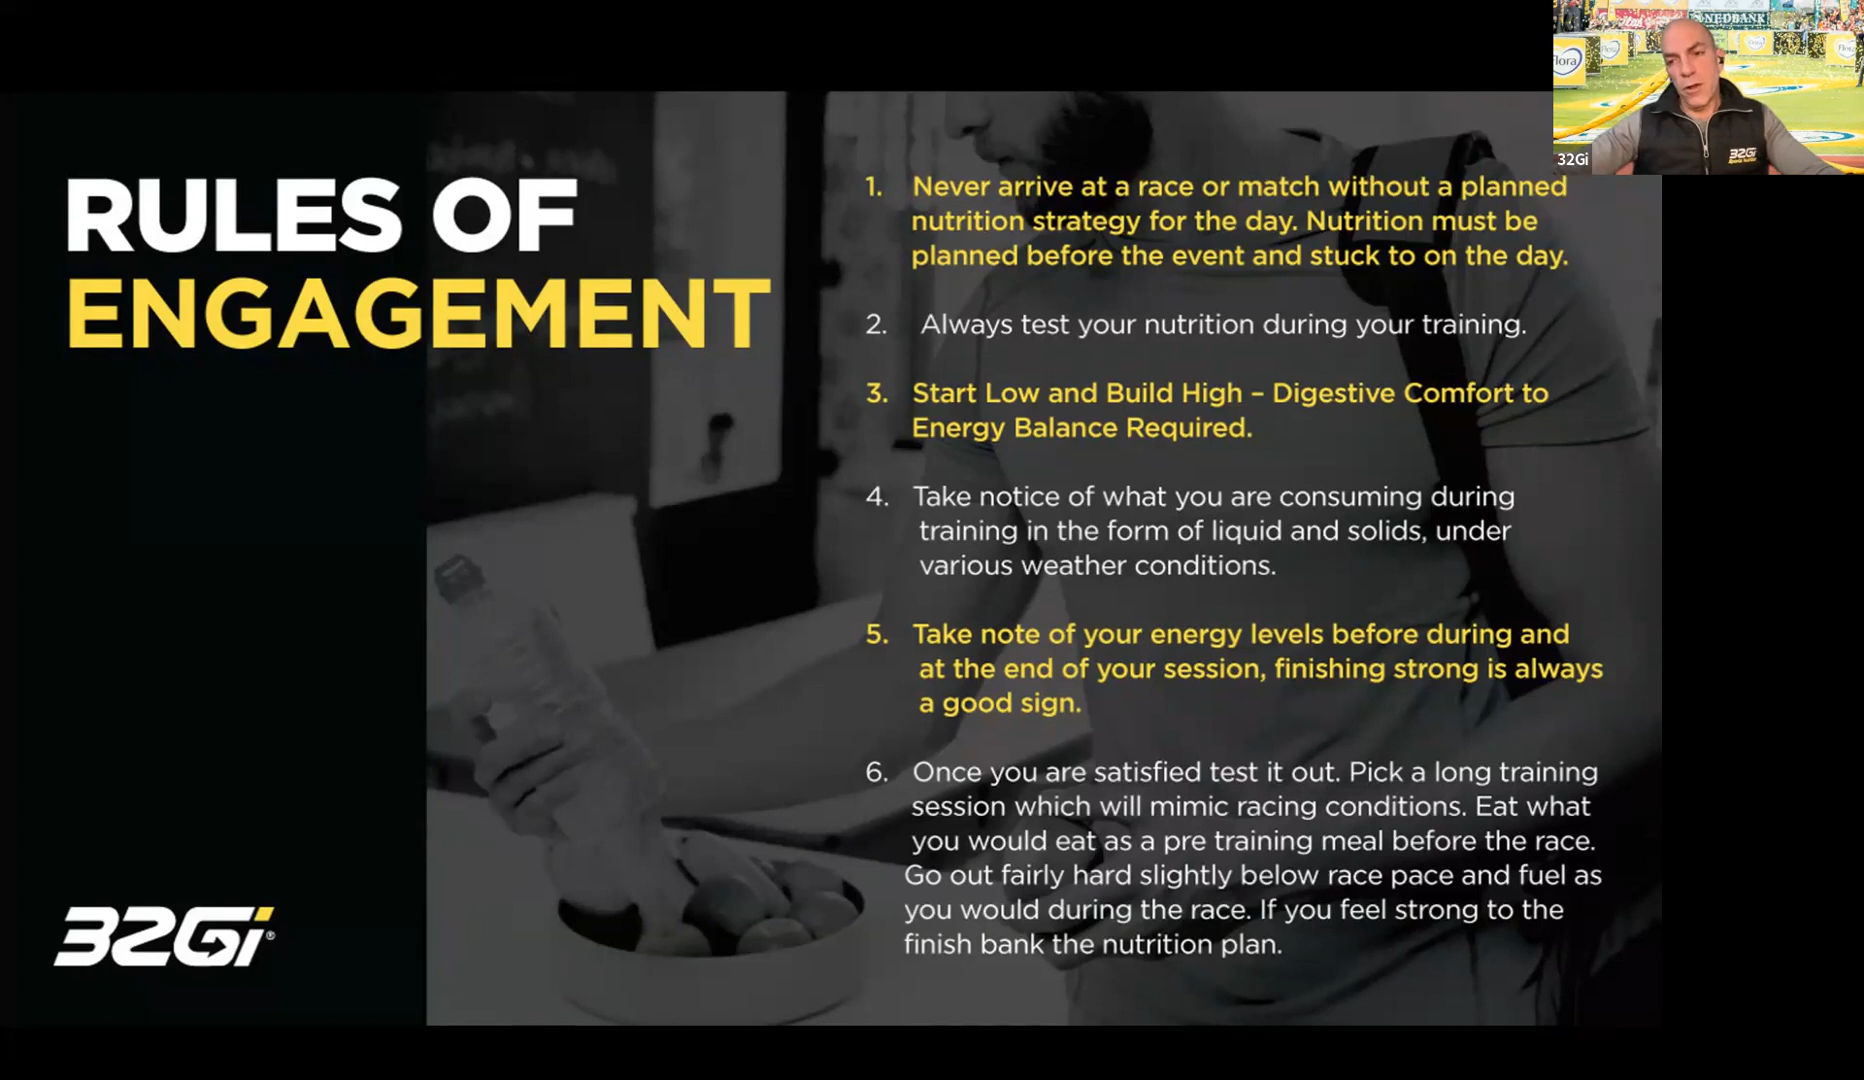 RULES OF
ENGAGEMENT
1. Never arrive at a race or match without a planned
nutrition strategy for the day. Nutrition must be
planned before the event and stuck to on the day.
2. Always test your nutrition during your training.
3. Start Low and Build High – Digestive Comfort to
Energy Balance Required.
4. Take notice of what you are consuming during
training in the form of liquid and solids, under
various weather conditions.
5. Take note of your energy levels before during and
at the end of your session, finishing strong is always
a good sign.
6. Once you are satisfied test it out. Pick a long training
session which will mimic racing conditions. Eat what
you would eat as a pre training meal before the race.
Go out fairly hard slightly below race pace and fuel as
you would during the race. If you feel strong to the
finish bank the nutrition plan.
32Gi®
NEDBANK
Flora
Flora
Flora
32Gi
32Gi